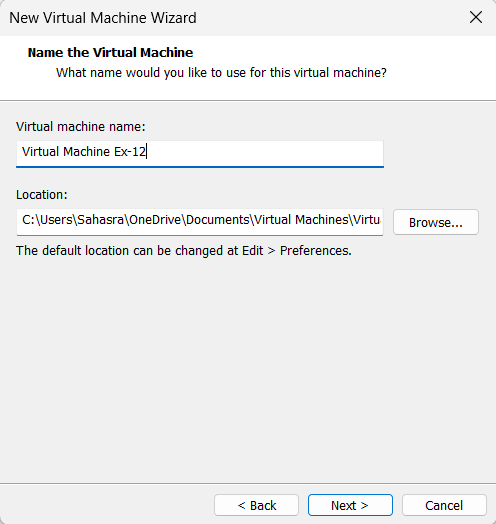 New Virtual Machine Wizard
Name the Virtual Machine
What name would you like to use for this virtual machine?
Virtual machine name:
Virtual Machine Ex-12
Location:
C:\Users\Sahasra\OneDrive\Documents\Virtual Machines\Virtu
Browse...
The default location can be changed at Edit > Preferences.
< Back
Next >
Cancel